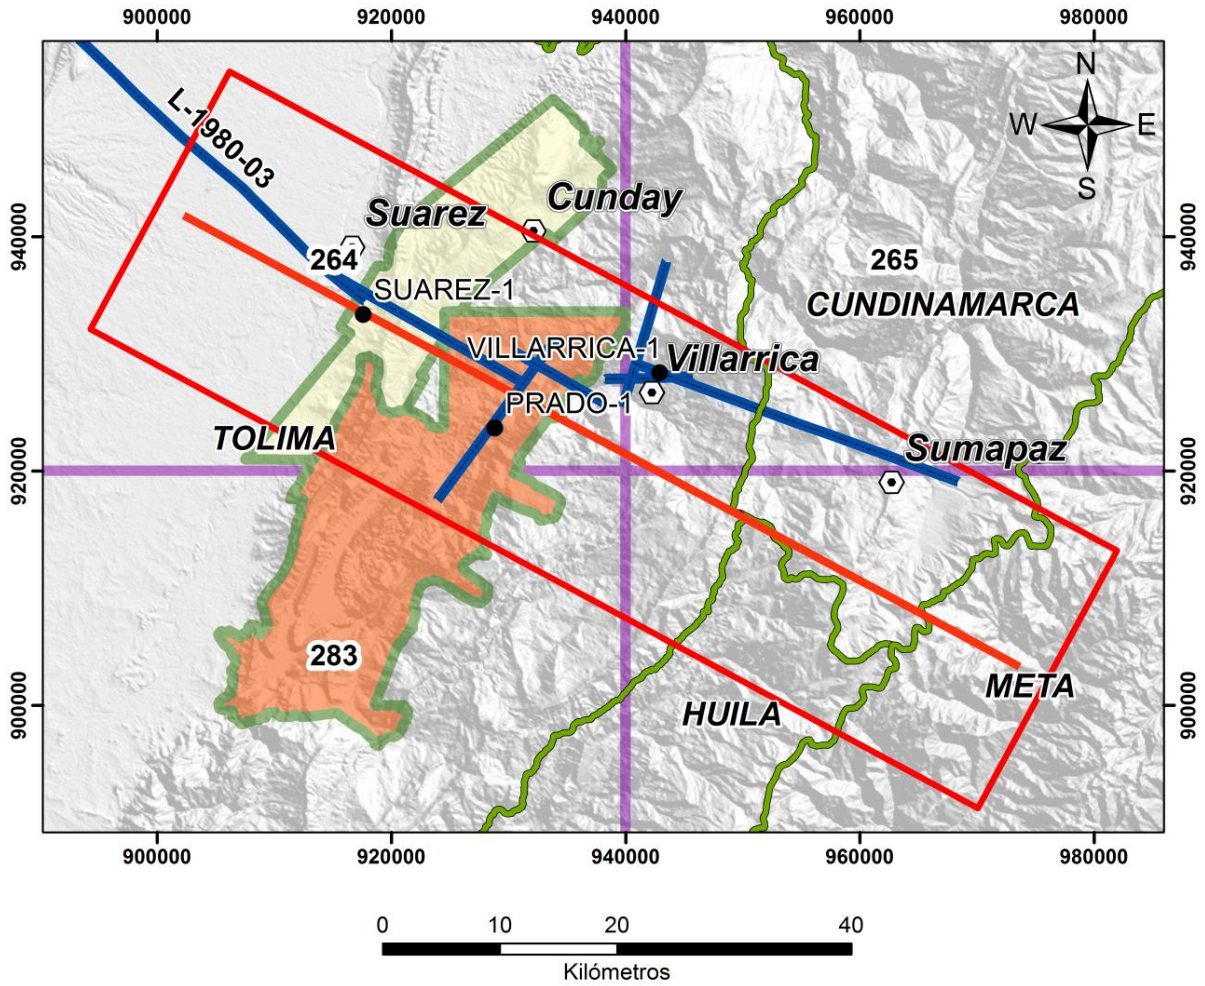 900000 920000 940000 960000 980000
N
W E
S
L-1980-03
Cunday
Suarez
940000 940000
264 265
SUAREZ-1
CUNDINAMARCA
VILLARRICA-1
Villarrica
PRADO-1
TOLIMA
Sumapaz
920000 920000
283
META
HUILA
900000 900000
900000 920000 940000 960000 980000
0 10 20 40
Kilómetros